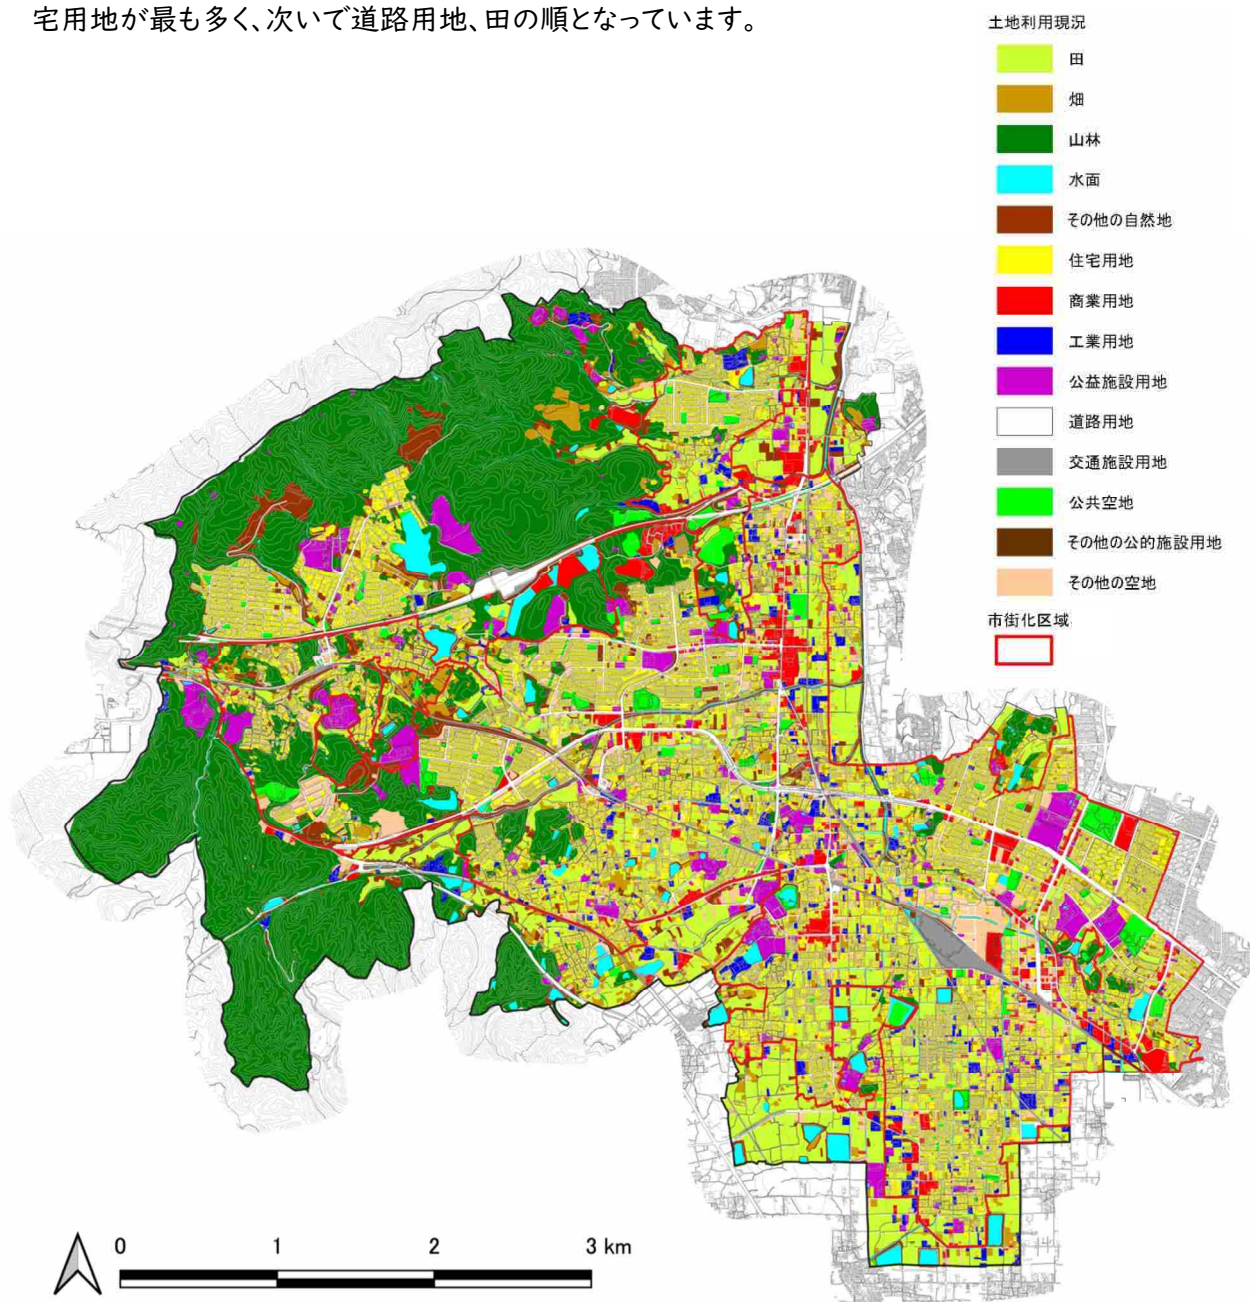 宅用地が最も多く、次いで道路用地、田の順となっています。
土地利用現況
田
畑
山林
水面
その他の自然地
住宅用地
商業用地
工業用地
公益施設用地
道路用地
交通施設用地
公共空地
その他の公的施設用地
その他の空地
市街化区域
0 1 2 3 km